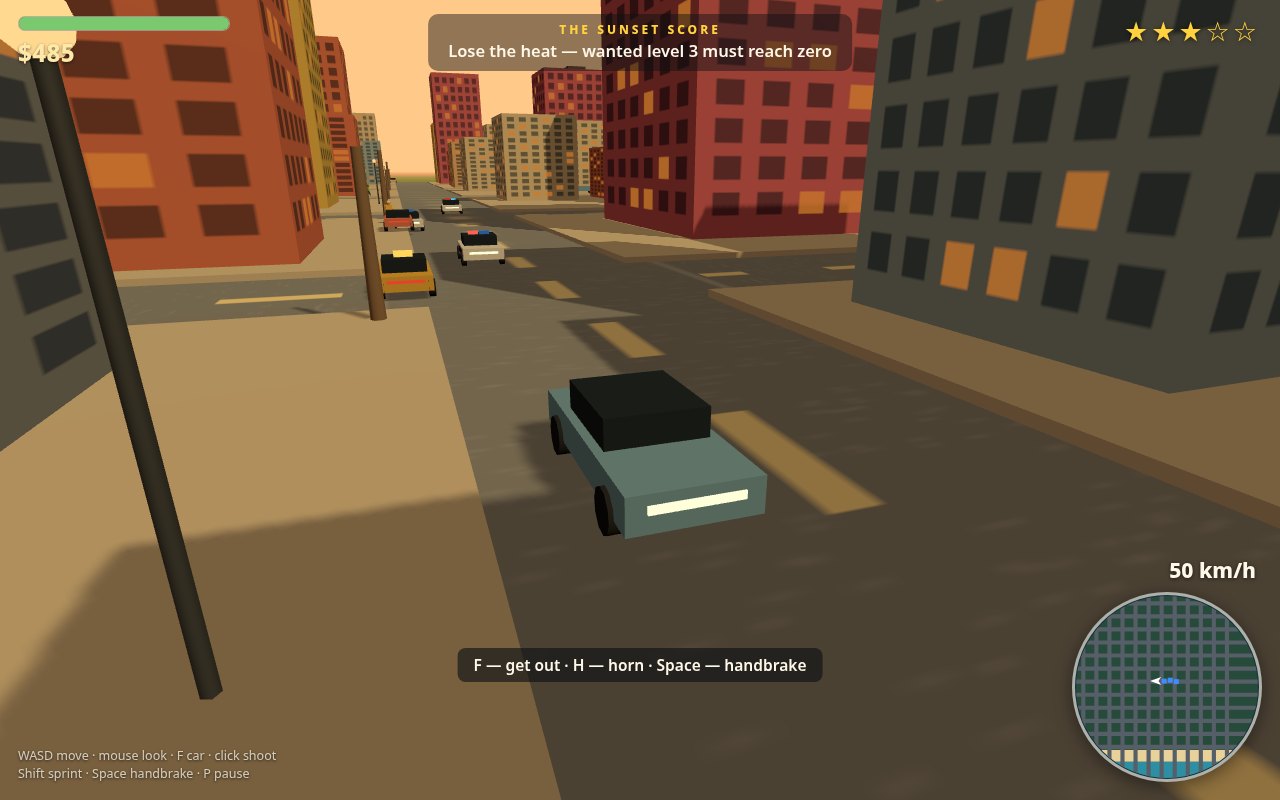 $485
THE SUNSET SCORE
Lose the heat — wanted level 3 must reach zero
50 km/h
F — get out · H — horn · Space — handbrake
WASD move · mouse look · F car · click shoot
Shift sprint · Space handbrake · P pause